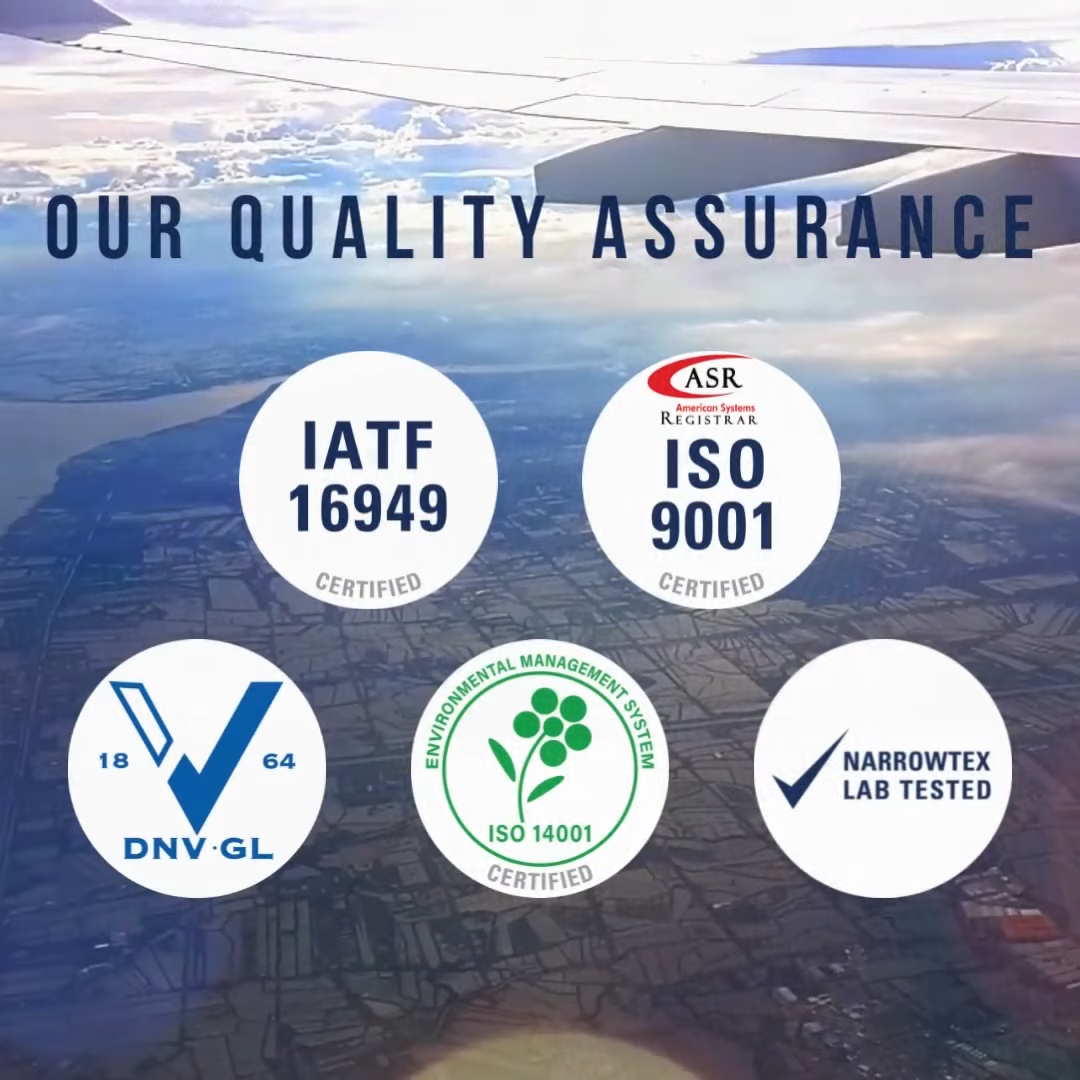 OUR QUALITY ASSURANCE
IATF
16949
CERTIFIED
ASR
American Systems
REGISTRAR
ISO
9001
CERTIFIED
18 64
DNV·GL
ENVIRONMENTAL MANAGEMENT SYSTEM
ISO 14001
CERTIFIED
NARROWTEX
LAB TESTED